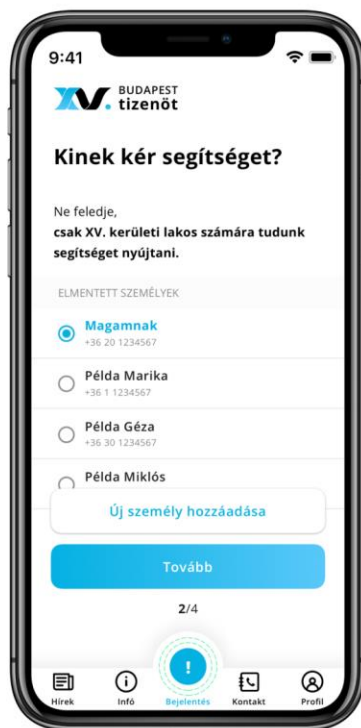 9:41
XV. BUDAPEST
tizenöt
Kinek kér segítséget?
Ne feledje,
csak XV. kerületi lakos számára tudunk
segítséget nyújtani.
ELMENTETT SZEMÉLYEK
Magamnak
+36 20 1234567
Példa Marika
+36 1 1234567
Példa Géza
+36 30 1234567
Példa Miklós
Új személy hozzáadása
Tovább
2/4
!
Hírek Infó Bejelentés Kontakt Profil